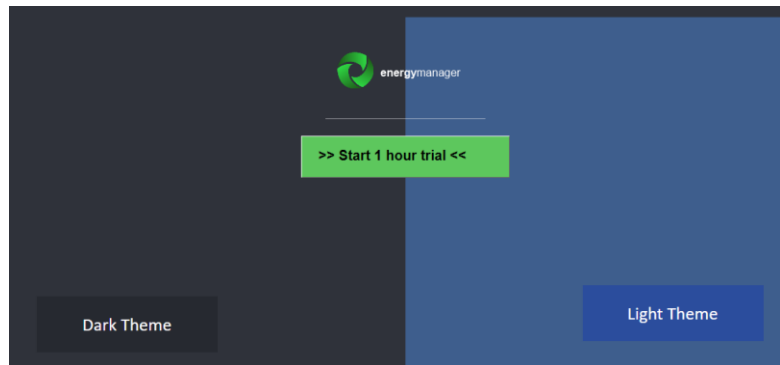 energymanager
>> Start 1 hour trial <<
Dark Theme
Light Theme